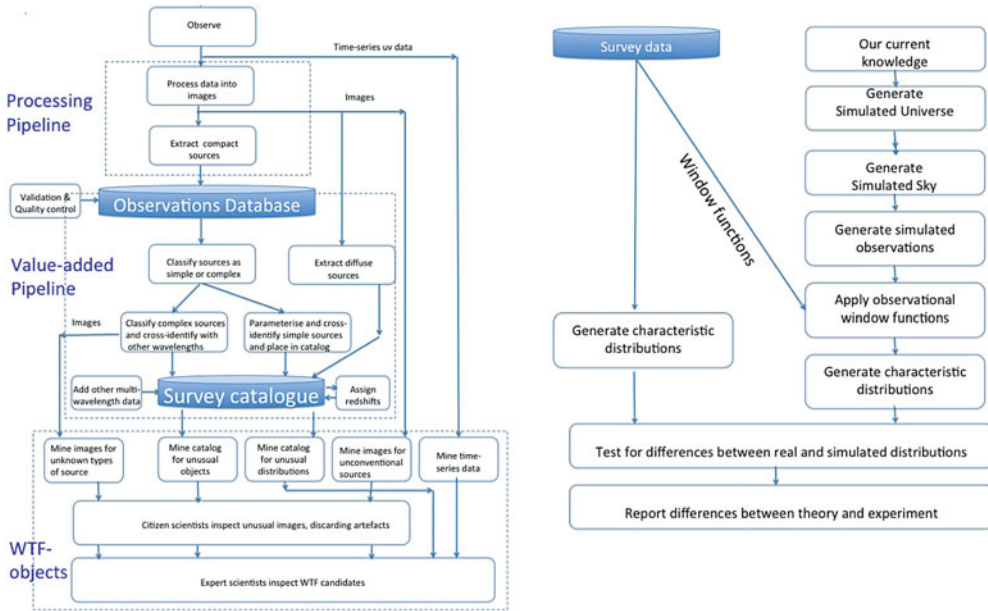 Observe
Time-series uv data
Process data into
images
Images
Processing
Pipeline
Extract compact
sources
Validation &
Quality control
Observations Database
Value-added
Pipeline
Classify sources as
simple or complex
Extract diffuse
sources
Images
Classify complex sources
and cross-identify with
other wavelengths
Parameterise and cross-
identify simple sources
and place in catalog
Add other multi-
wavelength data
Survey catalogue
Assign
redshifts
Mine images for
unknown types
of source
Mine catalog
for unusual
objects
Mine catalog for
unusual
distributions
Mine images for
unconventional
sources
Mine time-
series data
Citizen scientists inspect unusual images, discarding artefacts
WTF-
objects
Expert scientists inspect WTF candidates
Survey data
Our current
knowledge
Generate
Simulated Universe
Generate
Simulated Sky
Window functions
Generate simulated
observations
Apply observational
window functions
Generate characteristic
distributions
Generate characteristic
distributions
Test for differences between real and simulated distributions
Report differences between theory and experiment